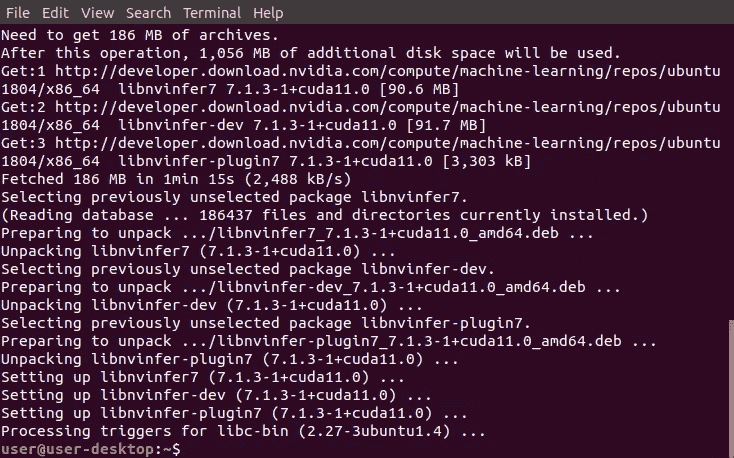 File Edit View Search Terminal Help
Need to get 186 MB of archives.
After this operation, 1,056 MB of additional disk space will be used.
Get:1 http://developer.download.nvidia.com/compute/machine-learning/repos/ubuntu
1804/x86_64  libnvinfer7 7.1.3-1+cuda11.0 [90.6 MB]
Get:2 http://developer.download.nvidia.com/compute/machine-learning/repos/ubuntu
1804/x86_64  libnvinfer-dev 7.1.3-1+cuda11.0 [91.7 MB]
Get:3 http://developer.download.nvidia.com/compute/machine-learning/repos/ubuntu
1804/x86_64  libnvinfer-plugin7 7.1.3-1+cuda11.0 [3,303 kB]
Fetched 186 MB in 1min 15s (2,488 kB/s)
Selecting previously unselected package libnvinfer7.
(Reading database ... 186437 files and directories currently installed.)
Preparing to unpack .../libnvinfer7_7.1.3-1+cuda11.0_amd64.deb ...
Unpacking libnvinfer7 (7.1.3-1+cuda11.0) ...
Selecting previously unselected package libnvinfer-dev.
Preparing to unpack .../libnvinfer-dev_7.1.3-1+cuda11.0_amd64.deb ...
Unpacking libnvinfer-dev (7.1.3-1+cuda11.0) ...
Selecting previously unselected package libnvinfer-plugin7.
Preparing to unpack .../libnvinfer-plugin7_7.1.3-1+cuda11.0_amd64.deb ...
Unpacking libnvinfer-plugin7 (7.1.3-1+cuda11.0) ...
Setting up libnvinfer7 (7.1.3-1+cuda11.0) ...
Setting up libnvinfer-dev (7.1.3-1+cuda11.0) ...
Setting up libnvinfer-plugin7 (7.1.3-1+cuda11.0) ...
Processing triggers for libc-bin (2.27-3ubuntu1.4) ...
user@user-desktop:~$